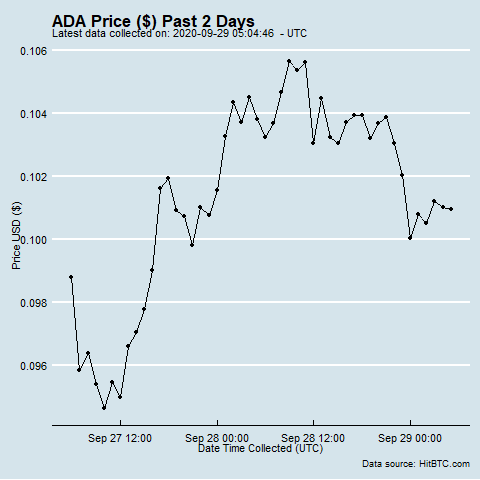 ADA Price ($) Past 2 Days
Latest data collected on: 2020-09-29 05:04:46  - UTC
0.106
0.104
0.102
0.100
0.098
0.096
Price USD ($)
Sep 27 12:00
Sep 28 00:00
Sep 28 12:00
Sep 29 00:00
Date Time Collected (UTC)
Data source: HitBTC.com